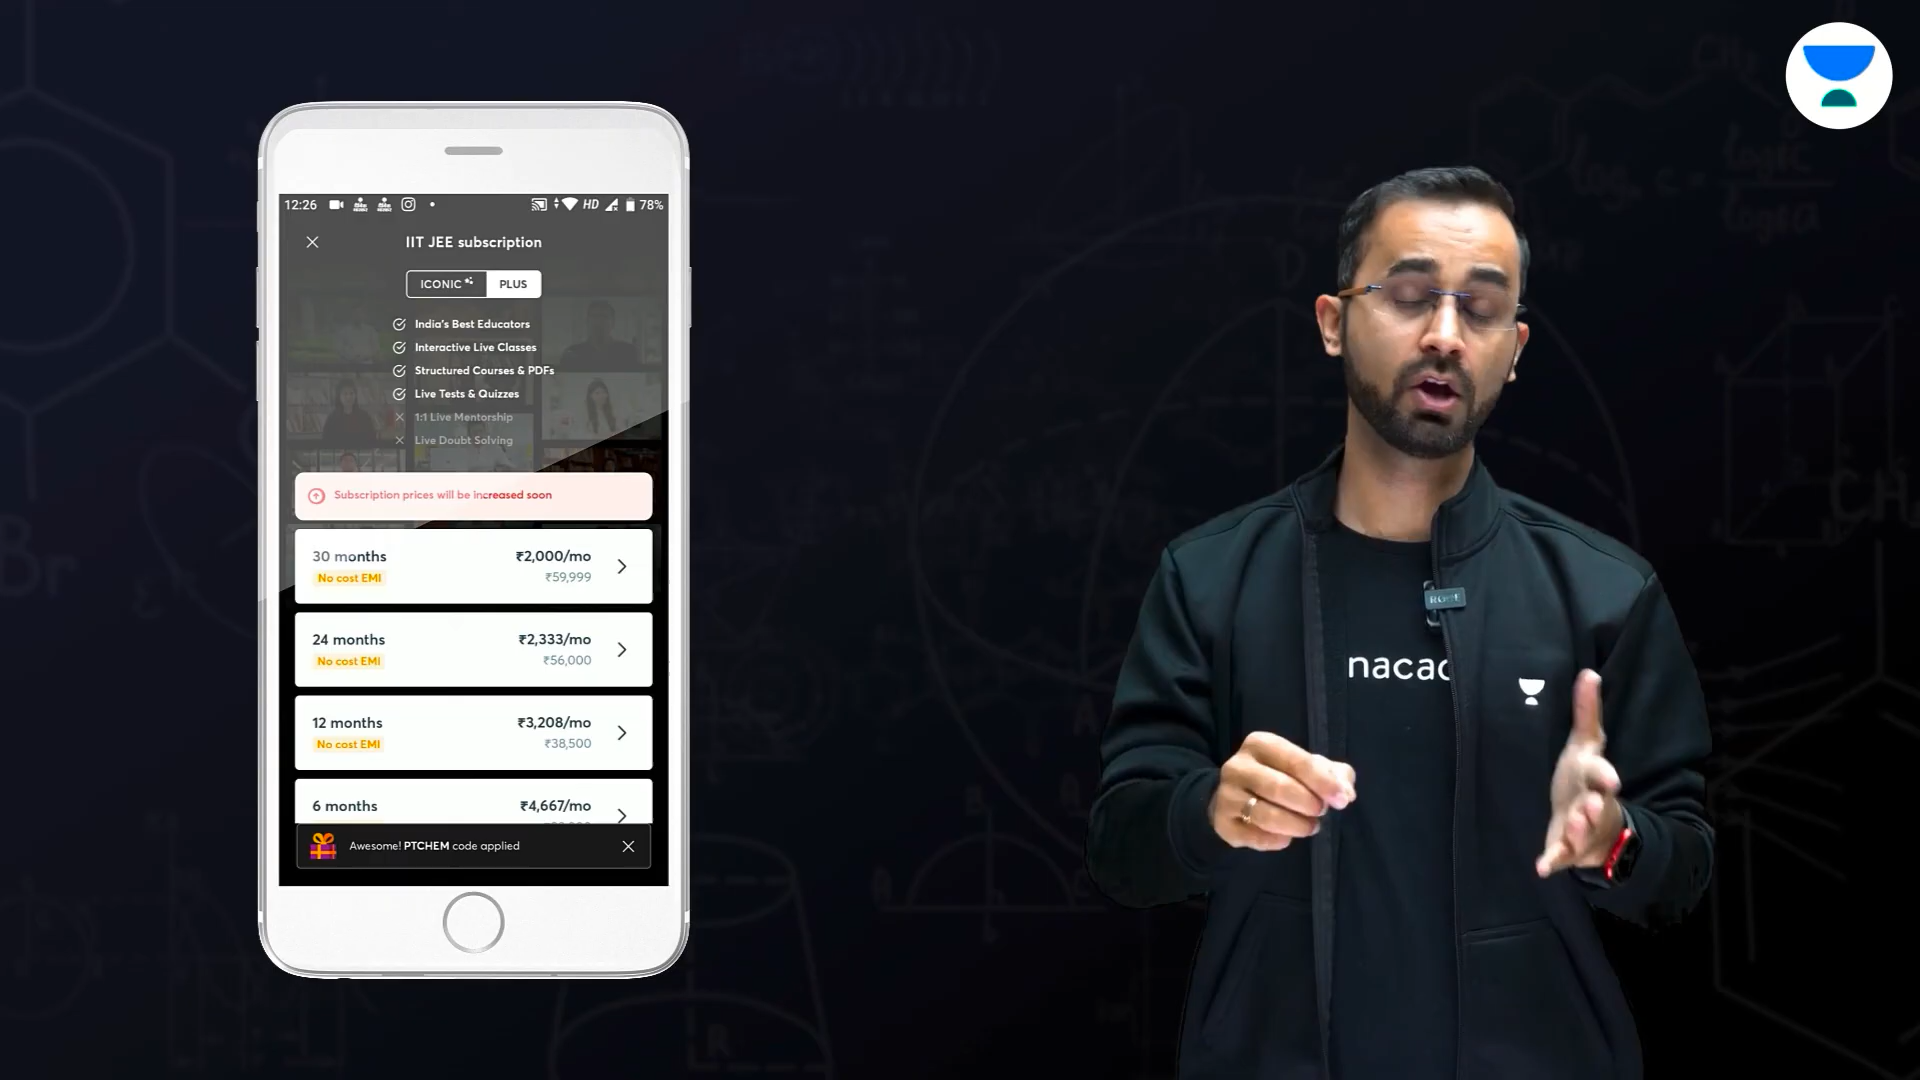 12:26
HD
78%
IIT JEE subscription
ICONIC PLUS
India's Best Educators
Interactive Live Classes
Structured Courses & PDFs
Live Tests & Quizzes
1:1 Live Mentorship
Live Doubt Solving
Subscription prices will be increased soon
30 months ₹2,000/mo
No cost EMI ₹59,999
24 months ₹2,333/mo
No cost EMI ₹56,000
12 months ₹3,208/mo
No cost EMI ₹38,500
6 months ₹4,667/mo
Awesome! PTCHEM code applied
nacad
Br
CH
D
R